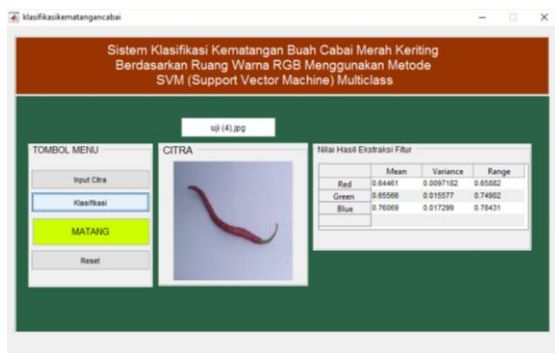 klasifikasikematangancabai
Sistem Klasifikasi Kematangan Buah Cabai Merah Keriting
Berdasarkan Ruang Warna RGB Menggunakan Metode
SVM (Support Vector Machine) Multiclass
uji (4).jpg
TOMBOL MENU
Input Citra
Klasifikasi
MATANG
Reset
CITRA
Nilai Hasil Ekstraksi Fitur
Mean Variance Range
Red 0.64461 0.0097182 0.65882
Green 0.65566 0.015577 0.74902
Blue 0.76069 0.017299 0.78431